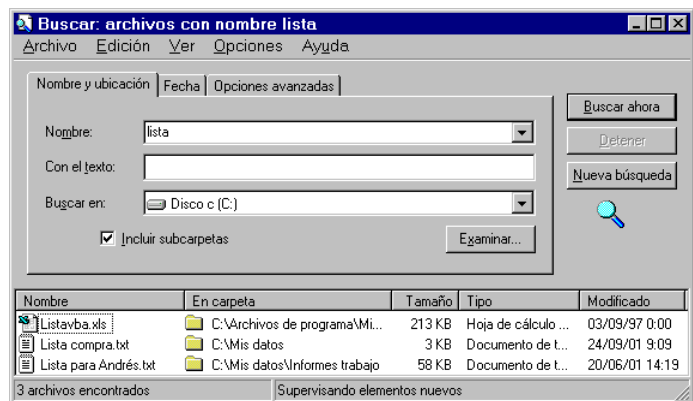 Buscar: archivos con nombre lista
Archivo Edición Ver Opciones Ayuda
Nombre y ubicación Fecha Opciones avanzadas
Buscar ahora
Nombre: lista
Detener
Con el texto:
Nueva búsqueda
Buscar en: Disco c (C:)
Incluir subcarpetas Examinar...
Nombre En carpeta Tamaño Tipo Modificado
Listavba.xls C:\Archivos de programa\Mi... 213 KB Hoja de cálculo ... 03/09/97 0:00
Lista compra.txt C:\Mis datos 3 KB Documento de t... 24/09/01 9:09
Lista para Andrés.txt C:\Mis datos\Informes trabajo 58 KB Documento de t... 20/06/01 14:19
3 archivos encontrados Supervisando elementos nuevos